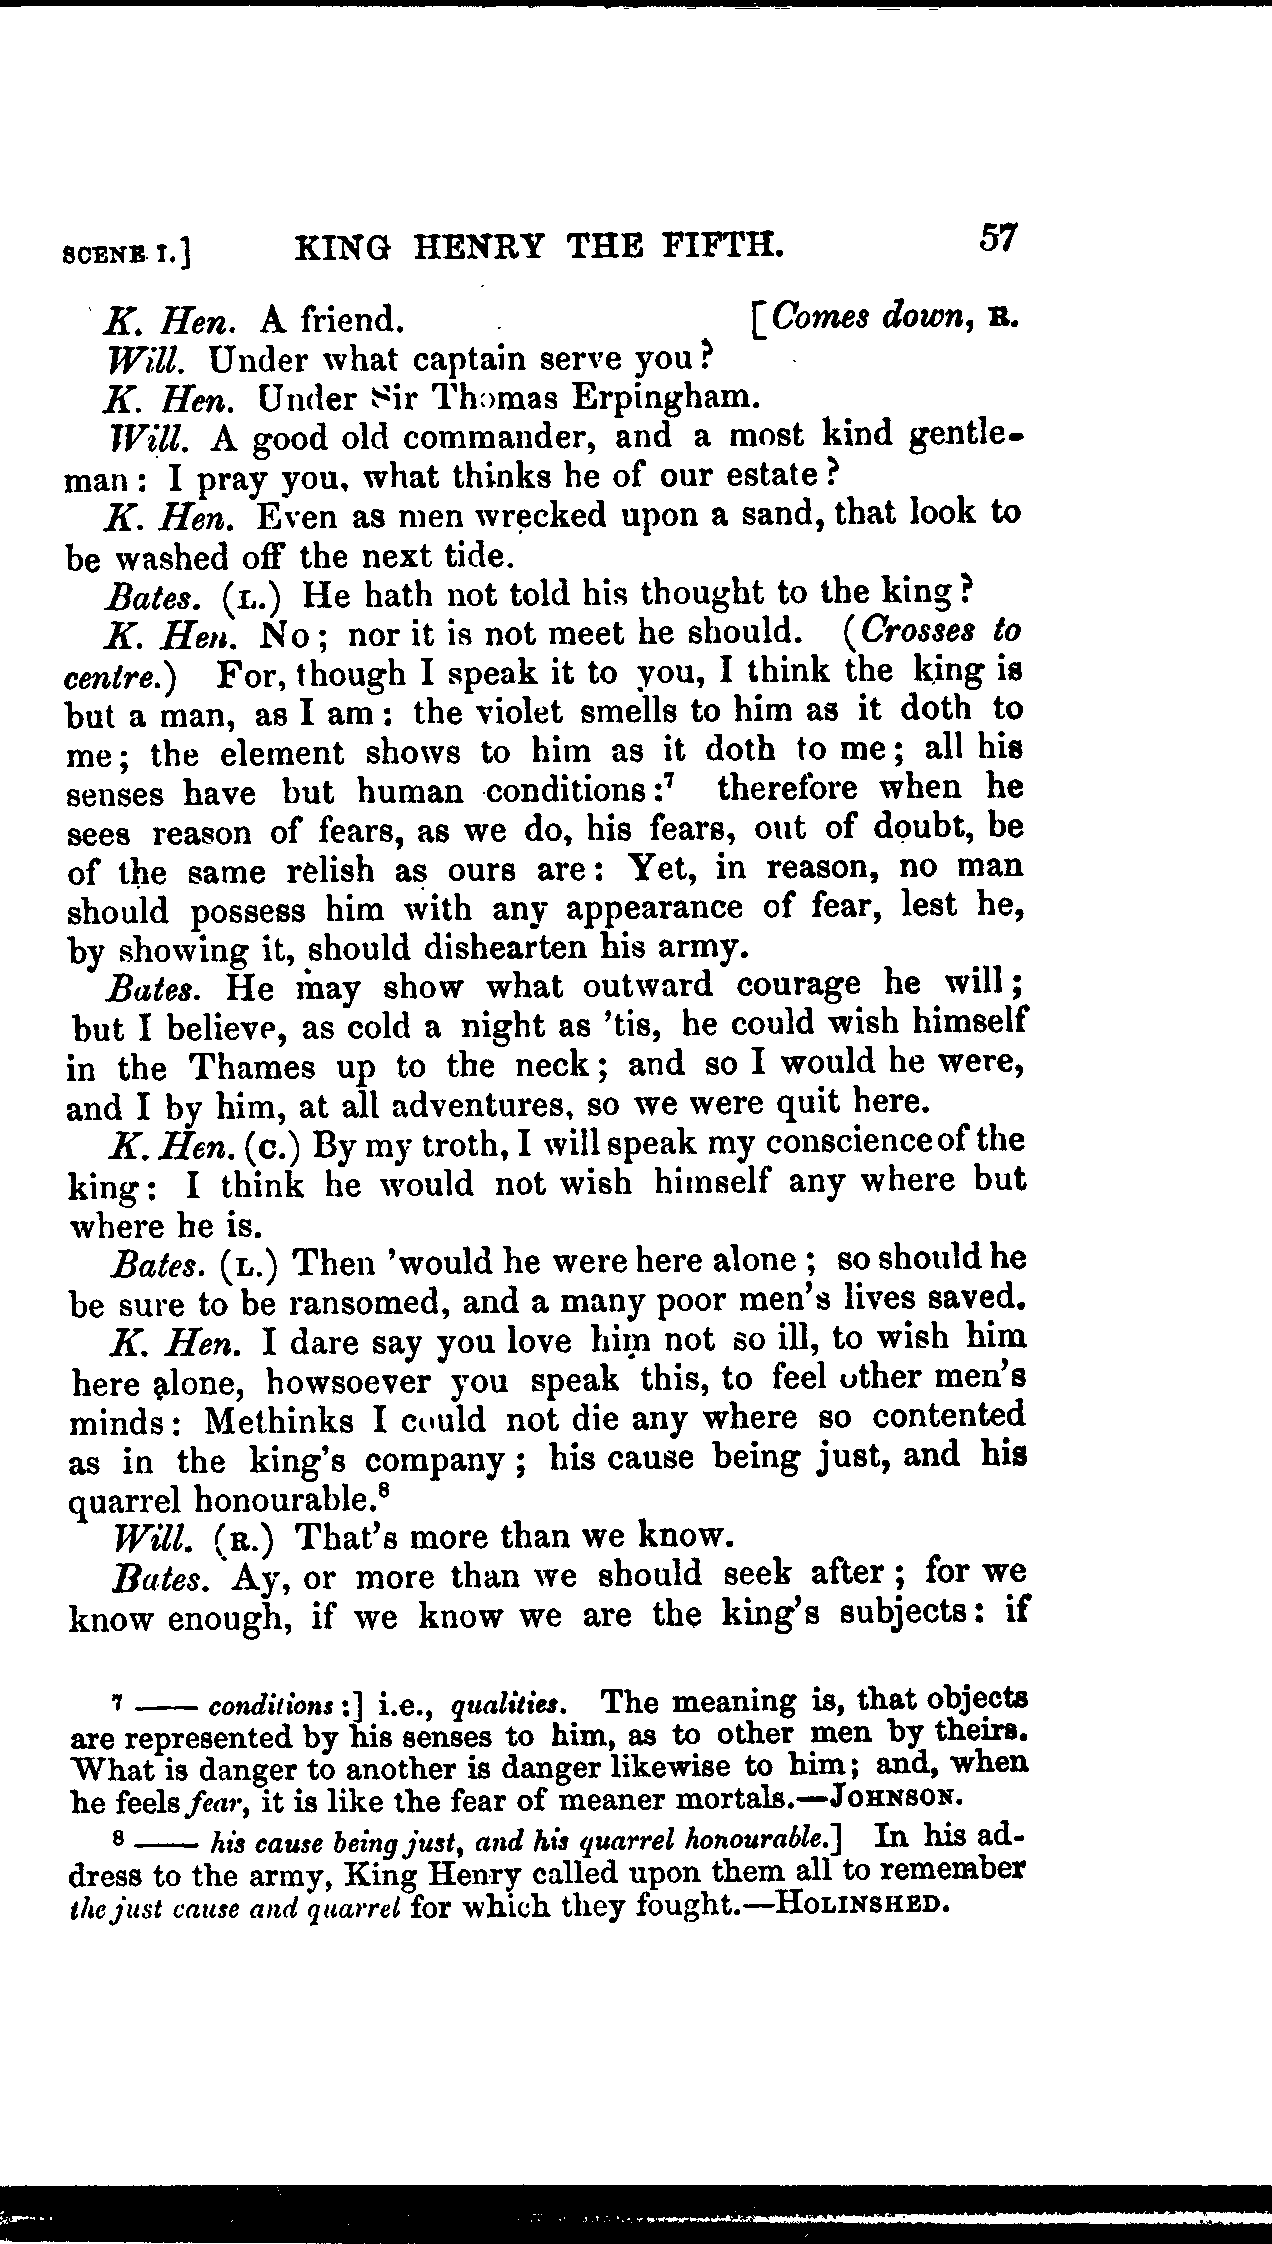 SCENE I.] KING HENRY THE FIFTH. 57
K. Hen. A friend. [Comes down, R.
Will. Under what captain serve you?
K. Hen. Under Sir Thomas Erpingham.
Will. A good old commander, and a most kind gentle-
man: I pray you, what thinks he of our estate?
K. Hen. Even as men wrecked upon a sand, that look to
be washed off the next tide.
Bates. (L.) He hath not told his thought to the king?
K. Hen. No; nor it is not meet he should. (Crosses to
centre.) For, though I speak it to you, I think the king is
but a man, as I am: the violet smells to him as it doth to
me; the element shows to him as it doth to me; all his
senses have but human conditions:⁷ therefore when he
sees reason of fears, as we do, his fears, out of doubt, be
of the same relish as ours are: Yet, in reason, no man
should possess him with any appearance of fear, lest he,
by showing it, should dishearten his army.
Bates. He may show what outward courage he will;
but I believe, as cold a night as 'tis, he could wish himself
in the Thames up to the neck; and so I would he were,
and I by him, at all adventures, so we were quit here.
K. Hen. (C.) By my troth, I will speak my conscience of the
king: I think he would not wish himself any where but
where he is.
Bates. (L.) Then 'would he were here alone; so should he
be sure to be ransomed, and a many poor men's lives saved.
K. Hen. I dare say you love him not so ill, to wish him
here alone, howsoever you speak this, to feel other men's
minds: Methinks I could not die any where so contented
as in the king's company; his cause being just, and his
quarrel honourable.⁸
Will. (R.) That's more than we know.
Bates. Ay, or more than we should seek after; for we
know enough, if we know we are the king's subjects: if
⁷ —— conditions:] i.e., qualities. The meaning is, that objects
are represented by his senses to him, as to other men by theirs.
What is danger to another is danger likewise to him; and, when
he feels fear, it is like the fear of meaner mortals.—JOHNSON.
⁸ —— his cause being just, and his quarrel honourable.] In his ad-
dress to the army, King Henry called upon them all to remember
the just cause and quarrel for which they fought.—HOLINSHED.